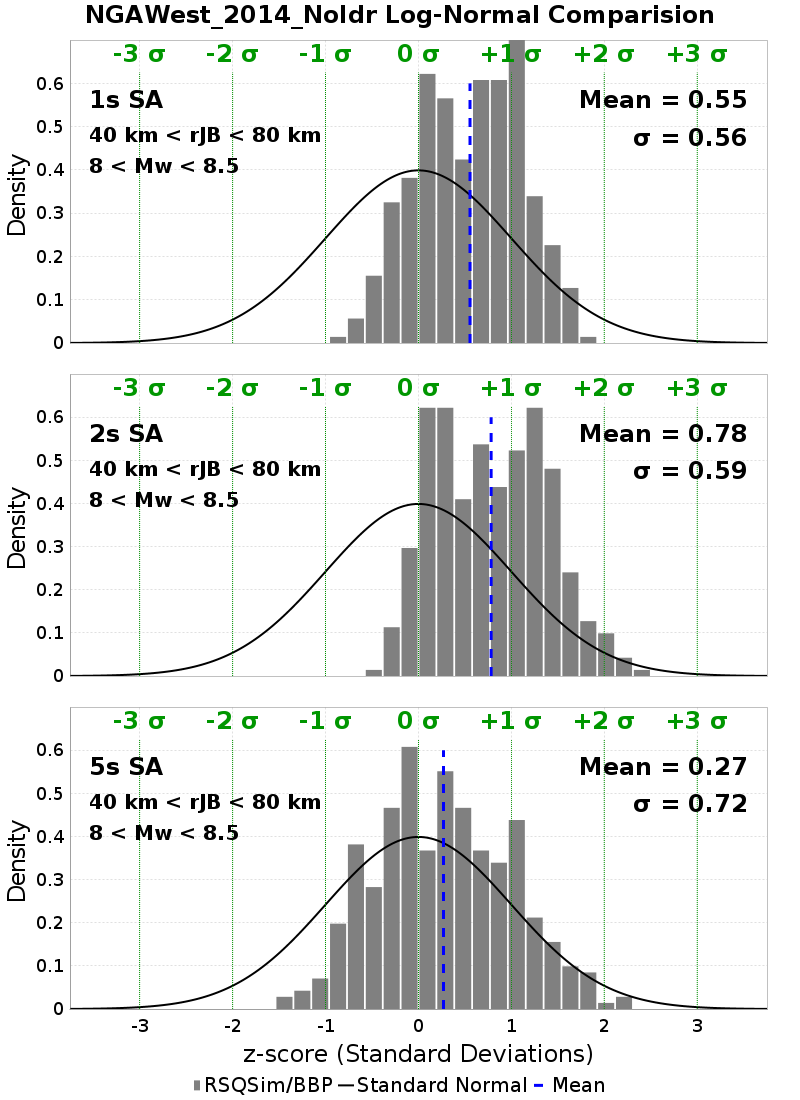 NGAWest_2014_NoIdr Log-Normal Comparision
-3 σ -2 σ -1 σ 0 σ +1 σ +2 σ +3 σ
0.6
1s SA Mean = 0.55
0.5
40 km < rJB < 80 km σ = 0.56
8 < Mw < 8.5
0.4
0.3
0.2
0.1
0
Density
-3 σ -2 σ -1 σ 0 σ +1 σ +2 σ +3 σ
0.6
2s SA Mean = 0.78
0.5
40 km < rJB < 80 km σ = 0.59
8 < Mw < 8.5
0.4
0.3
0.2
0.1
0
Density
-3 σ -2 σ -1 σ 0 σ +1 σ +2 σ +3 σ
0.6
5s SA Mean = 0.27
0.5
40 km < rJB < 80 km σ = 0.72
8 < Mw < 8.5
0.4
0.3
0.2
0.1
0
Density
-3 -2 -1 0 1 2 3
z-score (Standard Deviations)
RSQSim/BBP Standard Normal Mean